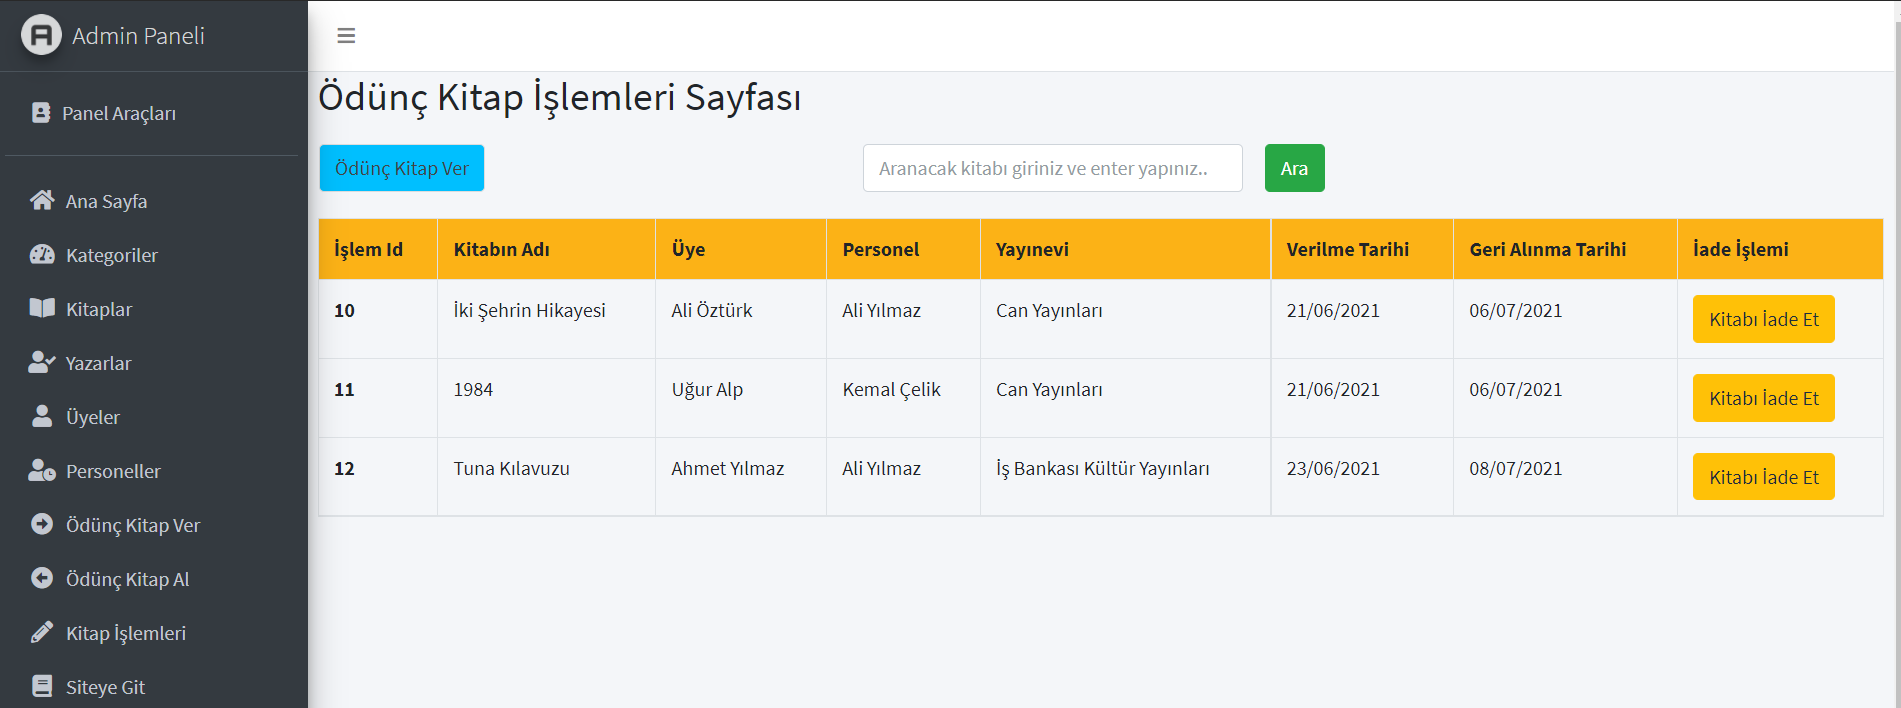 Admin Paneli
Panel Araçları
Ana Sayfa
Kategoriler
Kitaplar
Yazarlar
Üyeler
Personeller
Ödünç Kitap Ver
Ödünç Kitap Al
Kitap İşlemleri
Siteye Git
Ödünç Kitap İşlemleri Sayfası
Ödünç Kitap Ver
Aranacak kitabı giriniz ve enter yapınız..
Ara
İşlem Id Kitabın Adı Üye Personel Yayınevi Verilme Tarihi Geri Alınma Tarihi İade İşlemi
10 İki Şehrin Hikayesi Ali Öztürk Ali Yılmaz Can Yayınları 21/06/2021 06/07/2021 Kitabı İade Et
11 1984 Uğur Alp Kemal Çelik Can Yayınları 21/06/2021 06/07/2021 Kitabı İade Et
12 Tuna Kılavuzu Ahmet Yılmaz Ali Yılmaz İş Bankası Kültür Yayınları 23/06/2021 08/07/2021 Kitabı İade Et